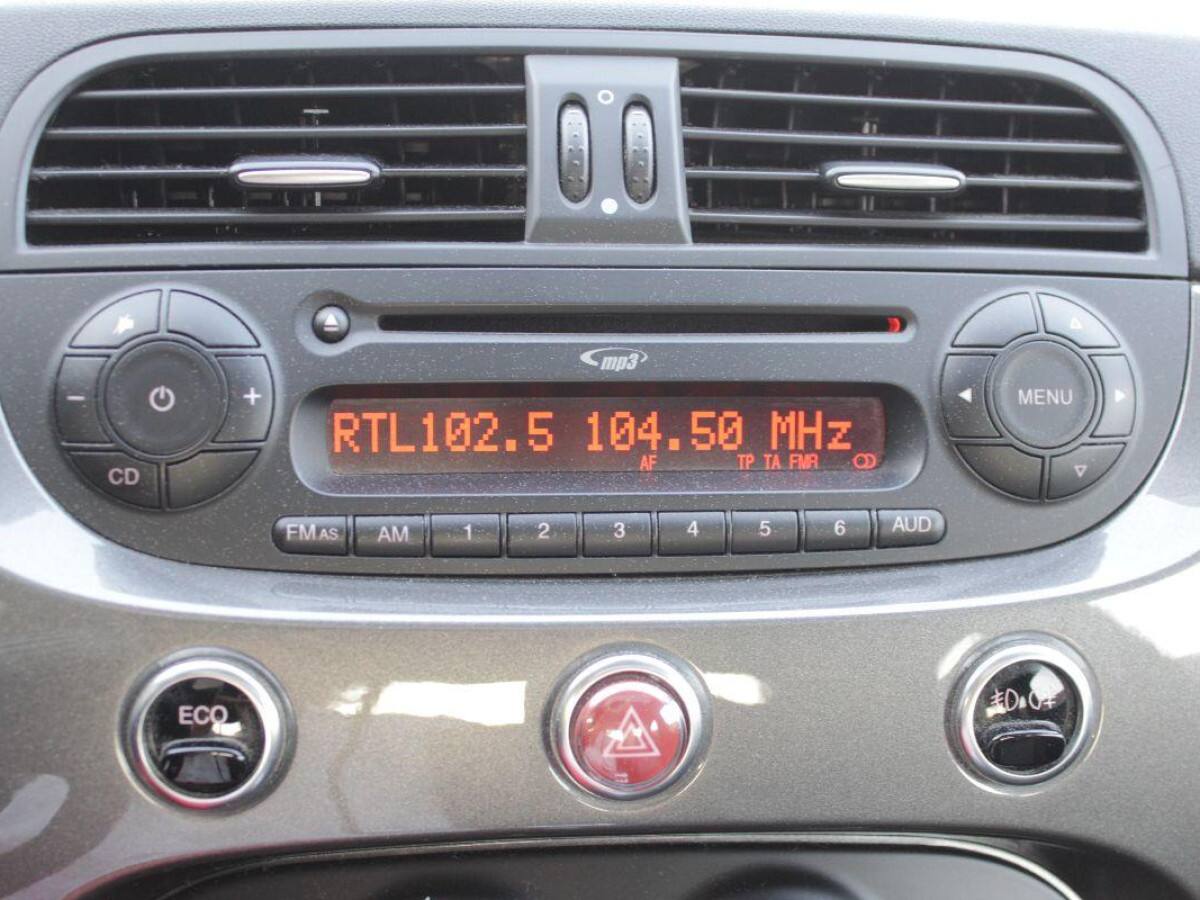 mp3
RTL102.5 104.50 MHz
AF TP TA FMR
MENU
CD
FM AS AM 1 2 3 4 5 6 AUD
ECO